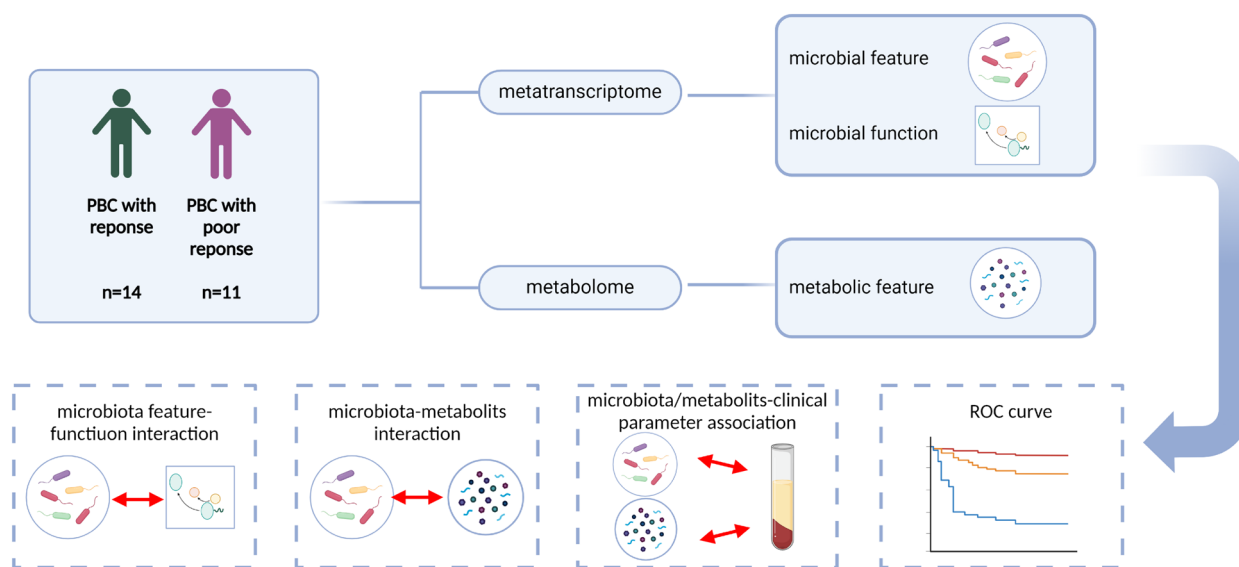 PBC with
reponse
n=14
PBC with
poor
reponse
n=11
metatranscriptome
metabolome
microbial feature
microbial function
metabolic feature
microbiota feature-
functiuon interaction
microbiota-metabolits
interaction
microbiota/metabolits-clinical
parameter association
ROC curve